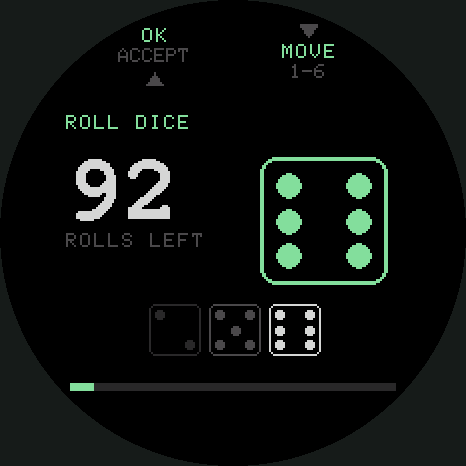 OK
ACCEPT
MOVE
1-6
ROLL DICE
92
ROLLS LEFT